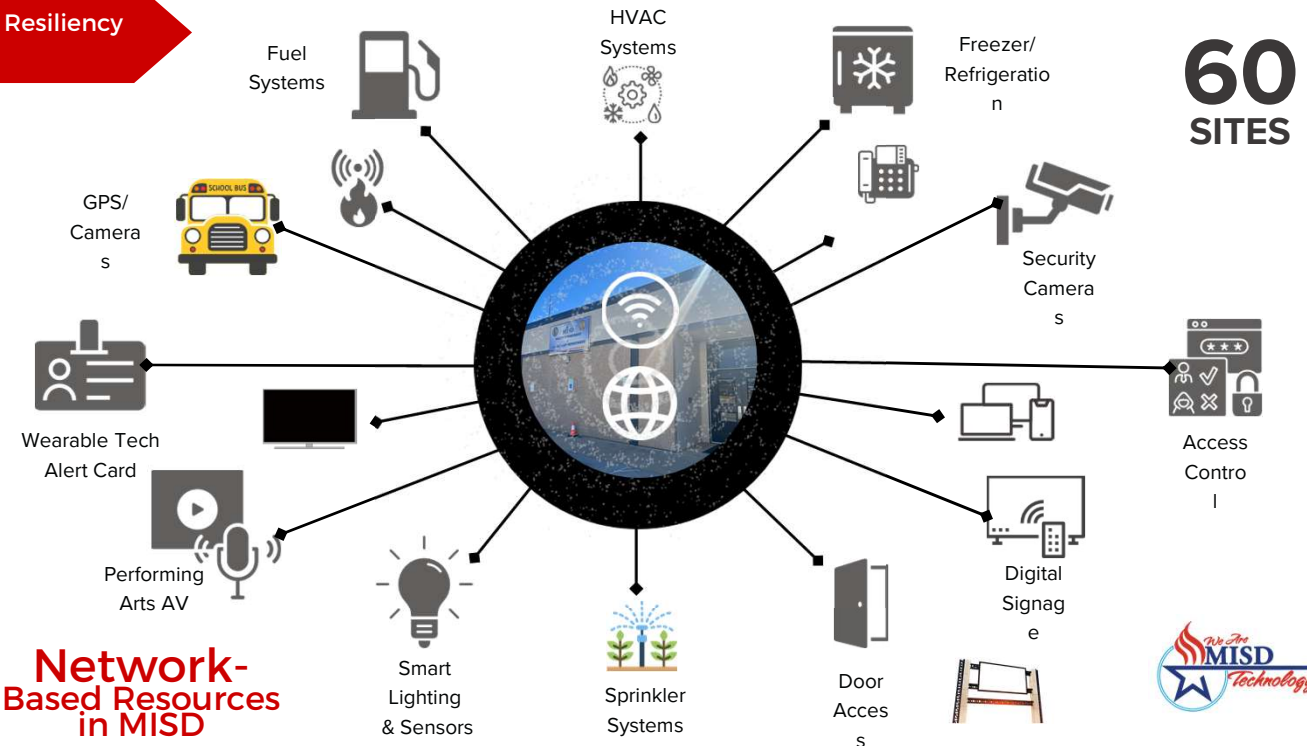 Resiliency
HVAC
Systems
Fuel
Systems
Freezer/
Refrigeratio
n
60
SITES
SCHOOL BUS
GPS/
Camera
s
Security
Camera
s
Wearable Tech
Alert Card
***
Access
Contro
l
Performing
Arts AV
Digital
Signag
e
Smart
Lighting
& Sensors
Sprinkler
Systems
Door
Acces
s
Network-
Based Resources
in MISD
We Are
MISD
Technology